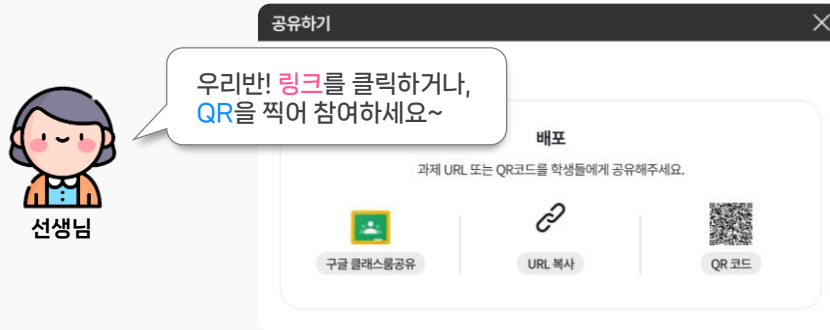 공유하기
우리반! 링크를 클릭하거나,
QR을 찍어 참여하세요~
선생님
배포
과제 URL 또는 QR코드를 학생들에게 공유해주세요.
구글 클래스룸공유
URL 복사
QR 코드